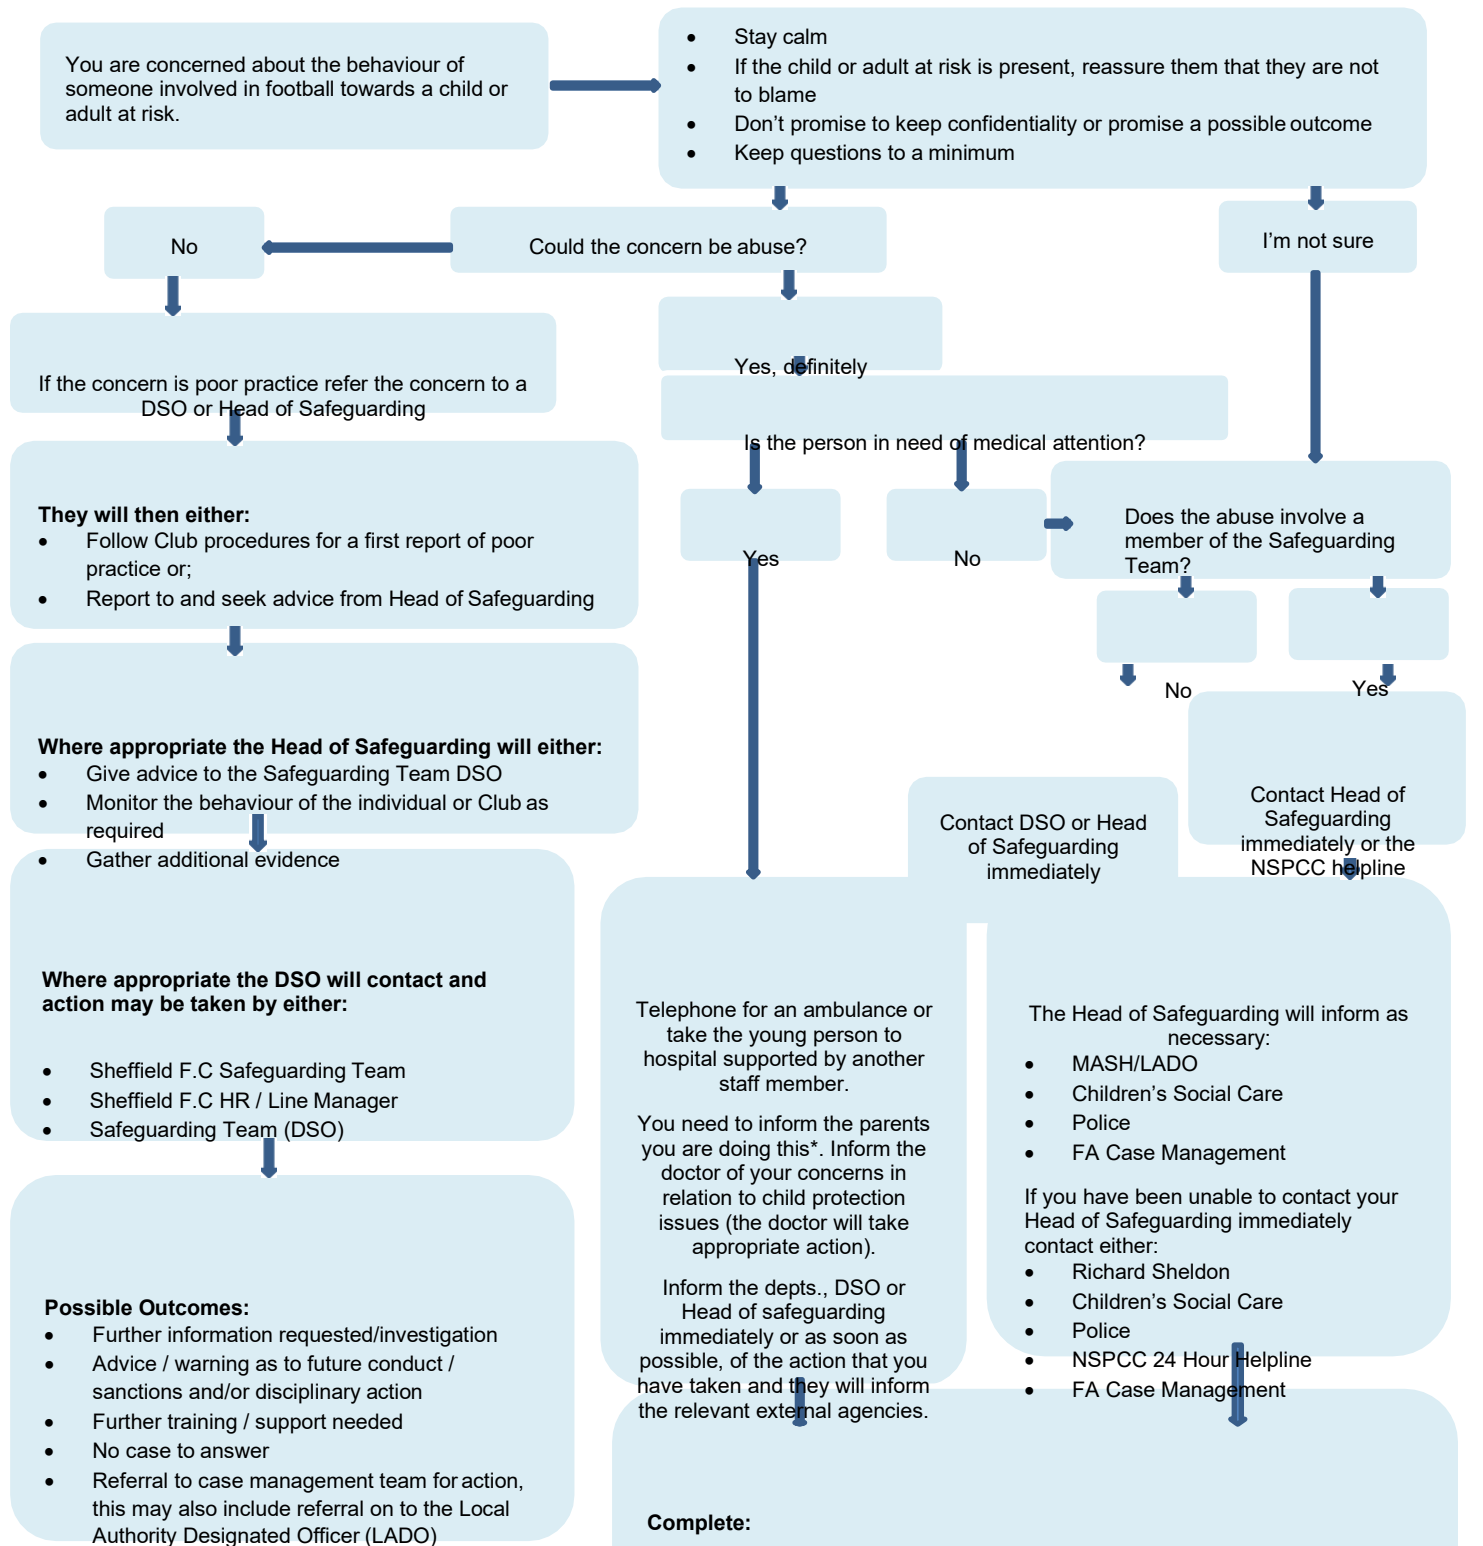 You are concerned about the behaviour of
someone involved in football towards a child or
adult at risk.
• Stay calm
• If the child or adult at risk is present, reassure them that they are not
to blame
• Don’t promise to keep confidentiality or promise a possible outcome
• Keep questions to a minimum
No
Could the concern be abuse?
I’m not sure
If the concern is poor practice refer the concern to a
DSO or Head of Safeguarding
Yes, definitely
Is the person in need of medical attention?
Yes
No
Does the abuse involve a
member of the Safeguarding
Team?
No
Yes
They will then either:
• Follow Club procedures for a first report of poor
practice or;
• Report to and seek advice from Head of Safeguarding
Where appropriate the Head of Safeguarding will either:
• Give advice to the Safeguarding Team DSO
• Monitor the behaviour of the individual or Club as
required
• Gather additional evidence
Contact DSO or Head
of Safeguarding
immediately
Contact Head of
Safeguarding
immediately or the
NSPCC helpline
Where appropriate the DSO will contact and
action may be taken by either:
• Sheffield F.C Safeguarding Team
• Sheffield F.C HR / Line Manager
• Safeguarding Team (DSO)
Telephone for an ambulance or
take the young person to
hospital supported by another
staff member.
You need to inform the parents
you are doing this*. Inform the
doctor of your concerns in
relation to child protection
issues (the doctor will take
appropriate action).
Inform the depts., DSO or
Head of safeguarding
immediately or as soon as
possible, of the action that you
have taken and they will inform
the relevant external agencies.
The Head of Safeguarding will inform as
necessary:
• MASH/LADO
• Children’s Social Care
• Police
• FA Case Management
If you have been unable to contact your
Head of Safeguarding immediately
contact either:
• Richard Sheldon
• Children’s Social Care
• Police
• NSPCC 24 Hour Helpline
• FA Case Management
Possible Outcomes:
• Further information requested/investigation
• Advice / warning as to future conduct /
sanctions and/or disciplinary action
• Further training / support needed
• No case to answer
• Referral to case management team for action,
this may also include referral on to the Local
Authority Designated Officer (LADO)
Complete: